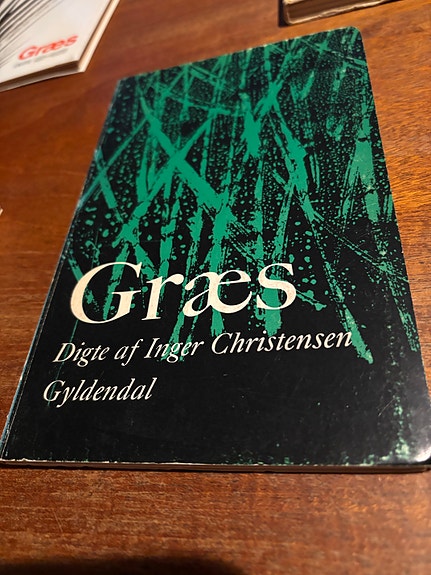 Græs
Græs
Digte af Inger Christensen
Gyldendal